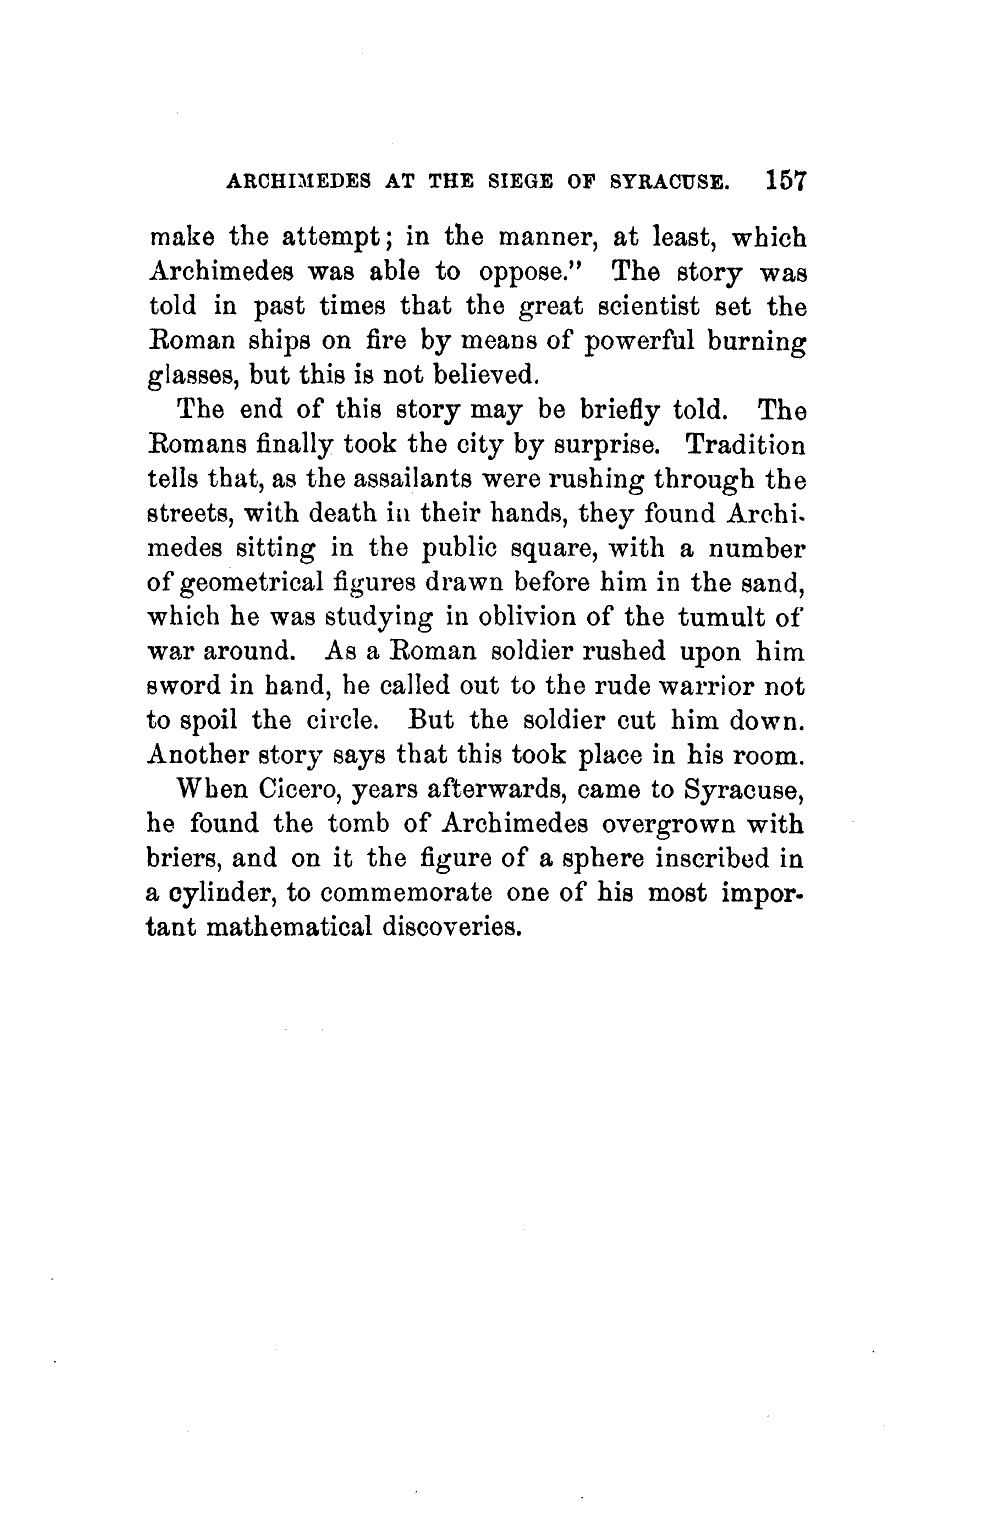 ARCHIMEDES AT THE SIEGE OF SYRACUSE. 157
make the attempt; in the manner, at least, which
Archimedes was able to oppose." The story was
told in past times that the great scientist set the
Roman ships on fire by means of powerful burning
glasses, but this is not believed.
The end of this story may be briefly told. The
Romans finally took the city by surprise. Tradition
tells that, as the assailants were rushing through the
streets, with death in their hands, they found Archi-
medes sitting in the public square, with a number
of geometrical figures drawn before him in the sand,
which he was studying in oblivion of the tumult of
war around. As a Roman soldier rushed upon him
sword in hand, he called out to the rude warrior not
to spoil the circle. But the soldier cut him down.
Another story says that this took place in his room.
When Cicero, years afterwards, came to Syracuse,
he found the tomb of Archimedes overgrown with
briers, and on it the figure of a sphere inscribed in
a cylinder, to commemorate one of his most impor-
tant mathematical discoveries.